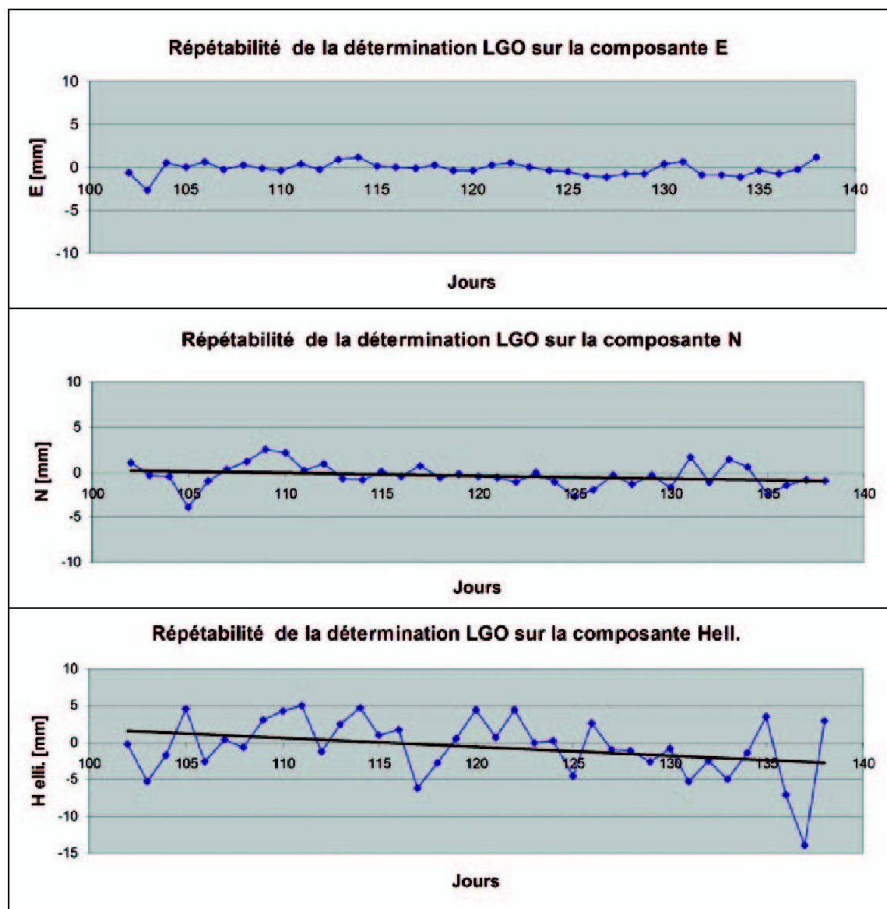 Répétabilité de la détermination LGO sur la composante E
10
5
0
-5
-10
E [mm]
100 105 110 115 120 125 130 135 140
Jours
Répétabilité de la détermination LGO sur la composante N
10
5
0
-5
-10
N [mm]
100 105 110 115 120 125 130 135 140
Jours
Répétabilité de la détermination LGO sur la composante Hell.
10
5
0
-5
-10
-15
H elli. [mm]
100 105 110 115 120 125 130 135 140
Jours